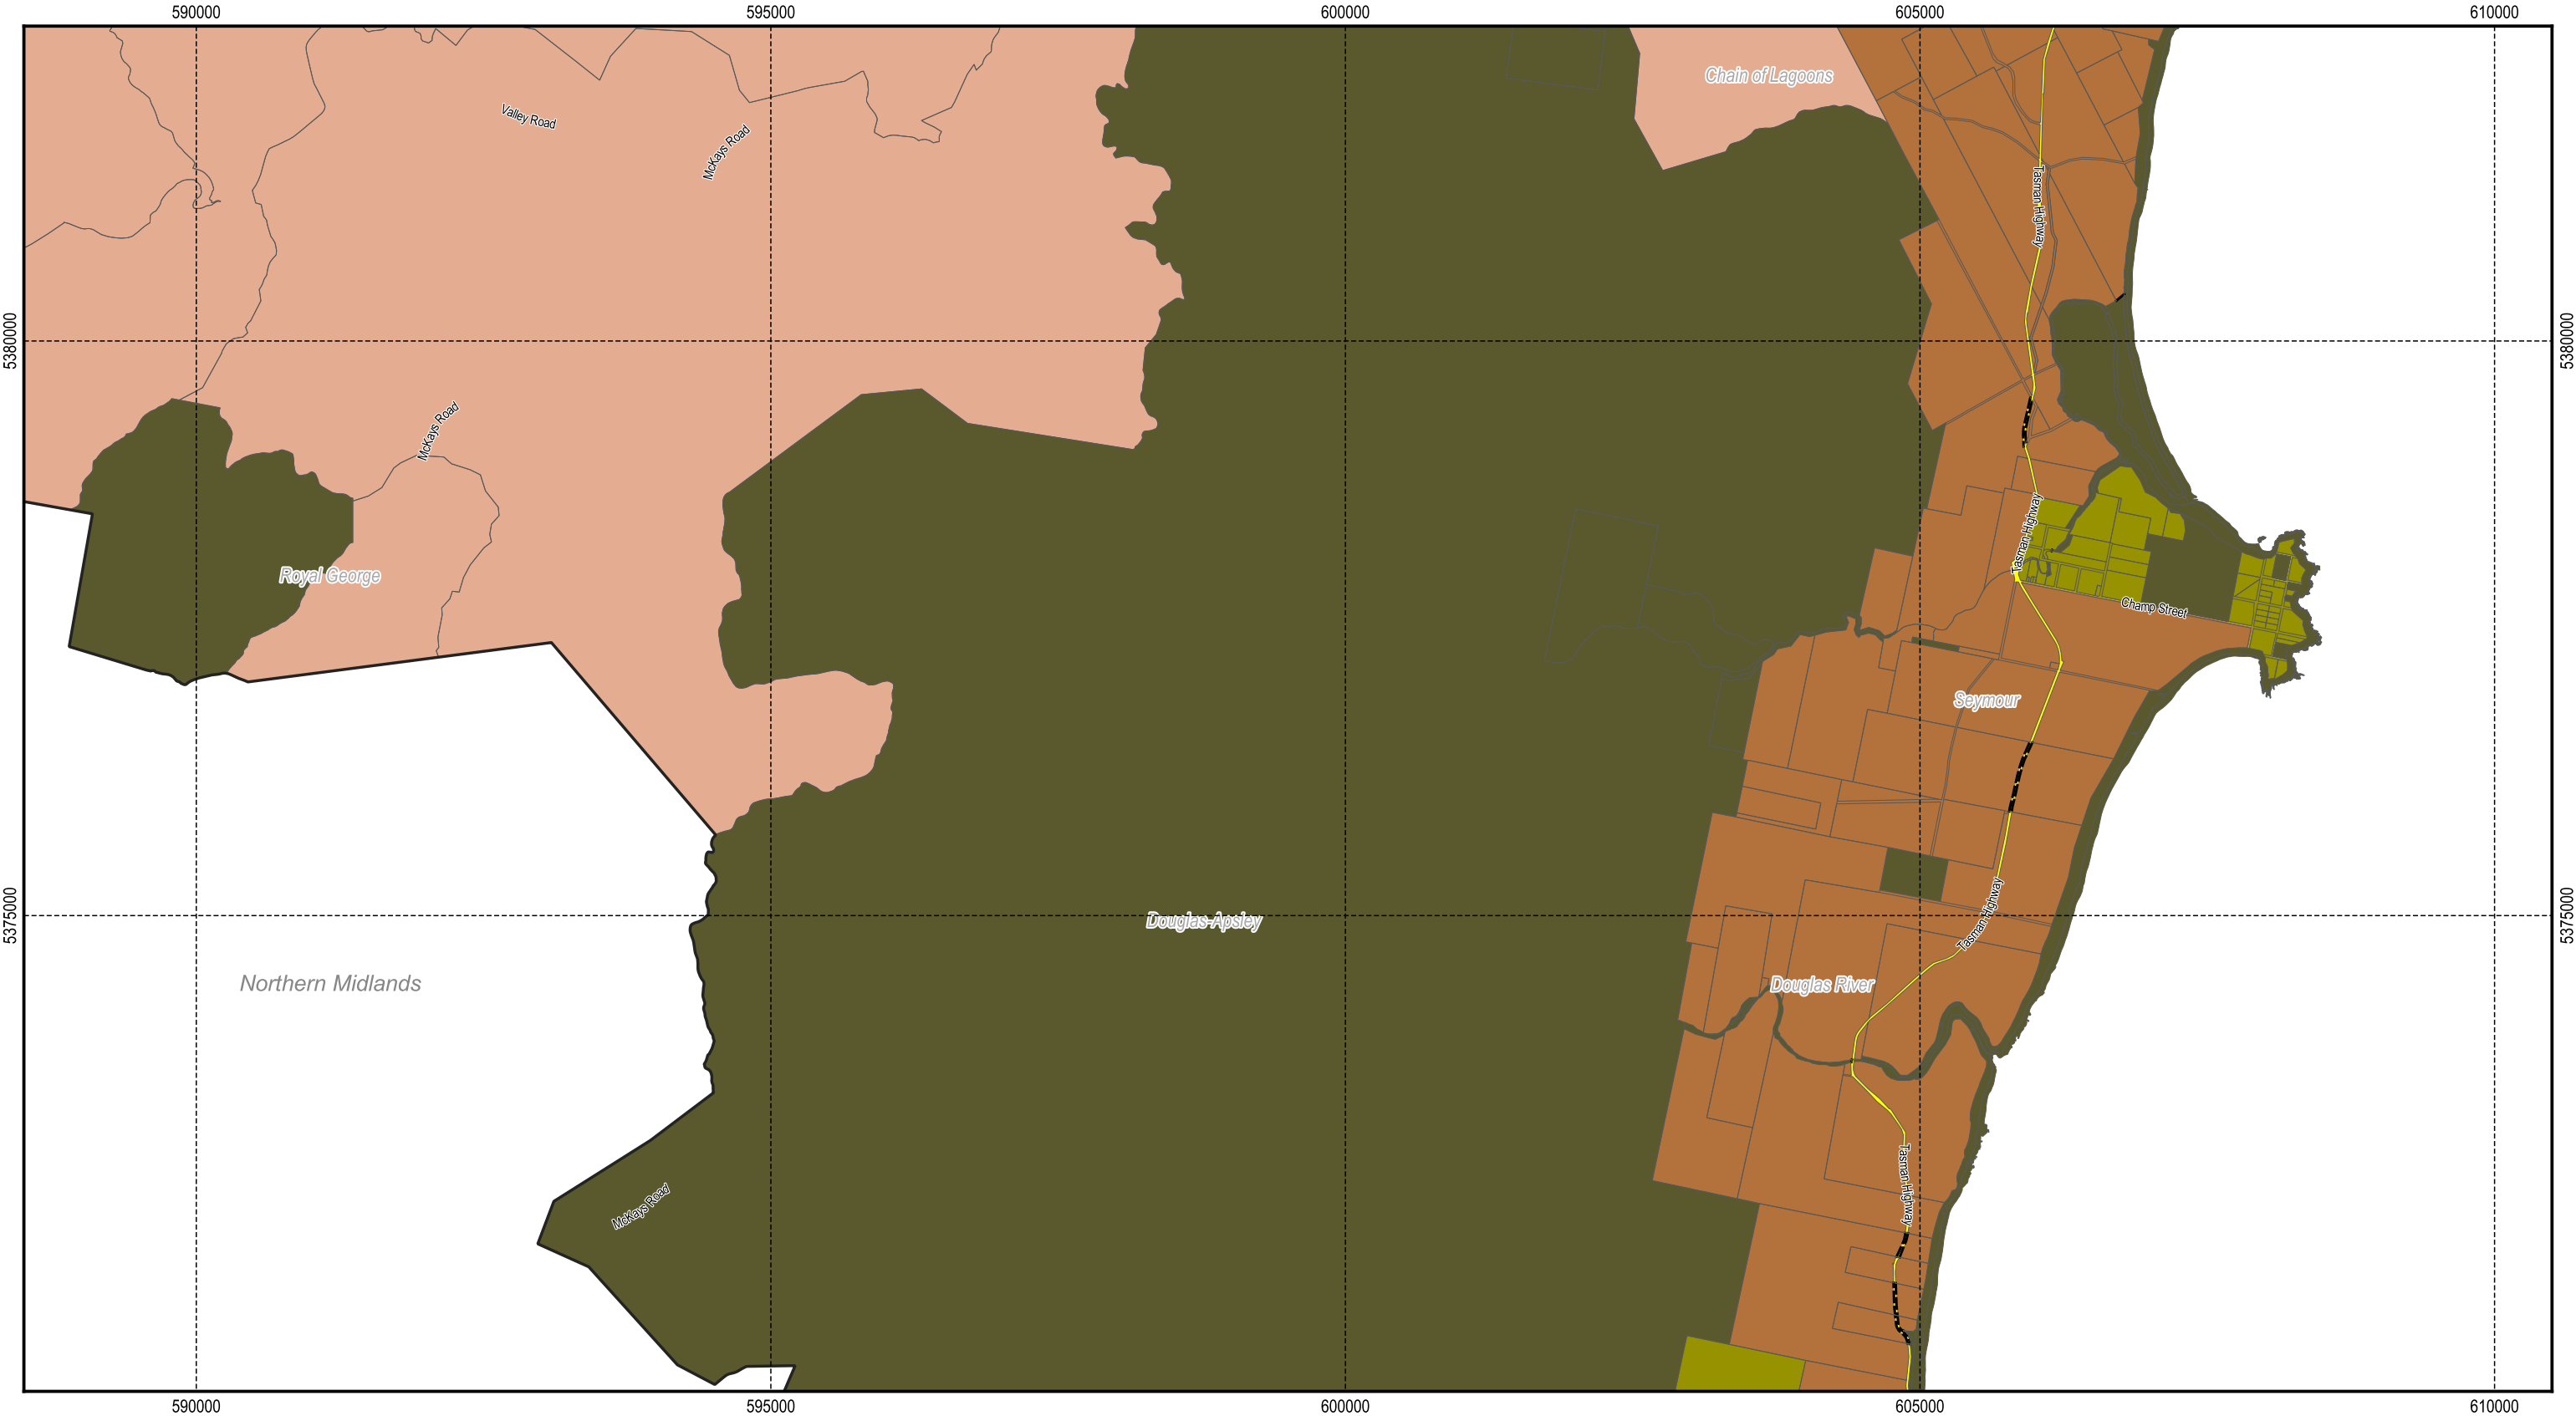 590000 595000 600000 605000 610000
Chain of Lagoons
Valley Road
McKays Road
Tasman Highway
5380000 5380000
McKays Road
Tasman Highway
Royal George
Champ Street
Seymour
Tasman Highway
5375000 5375000
Douglas-Apsley
Northern Midlands
Douglas River
Tasman Highway
McKays Road
590000 595000 600000 605000 610000